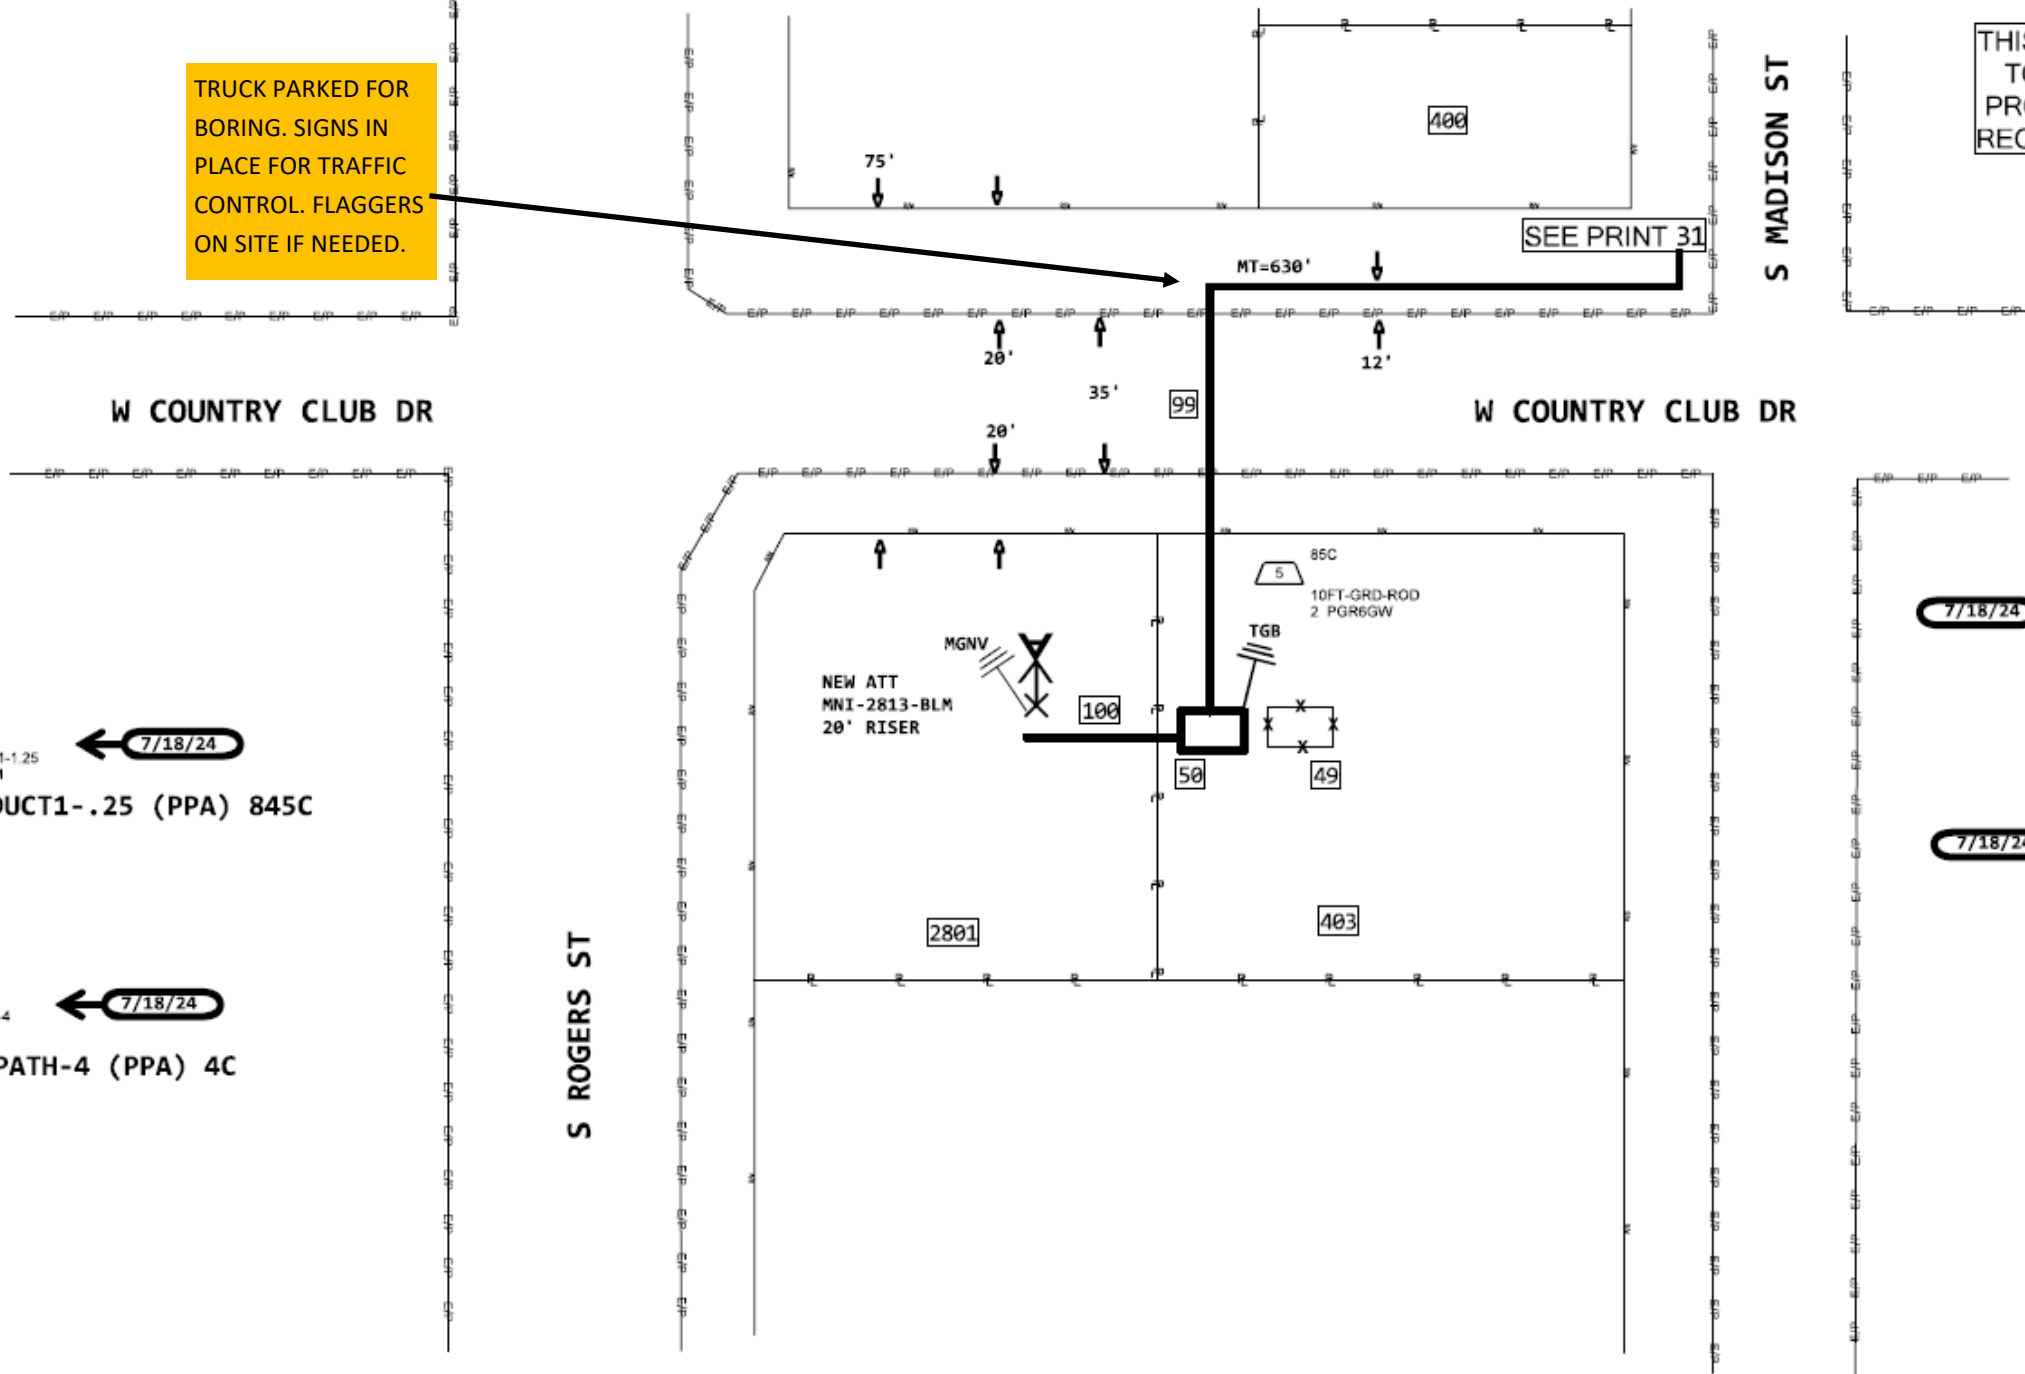 TRUCK PARKED FOR
BORING. SIGNS IN
PLACE FOR TRAFFIC
CONTROL. FLAGGERS
ON SITE IF NEEDED.
75'
400
S MADISON ST
SEE PRINT 31
MT=630'
20'
35'
12'
99
W COUNTRY CLUB DR
W COUNTRY CLUB DR
20'
85C
5
10FT-GRD-ROD
2 PGR6GW
TGB
MGNV
NEW ATT
MNI-2813-BLM
20' RISER
100
50
49
7/18/24
7/18/24
1-1.25
(PPA) 845C
7/18/24
2801
403
S ROGERS ST
7/18/24
PATH-4 (PPA) 4C
E/P